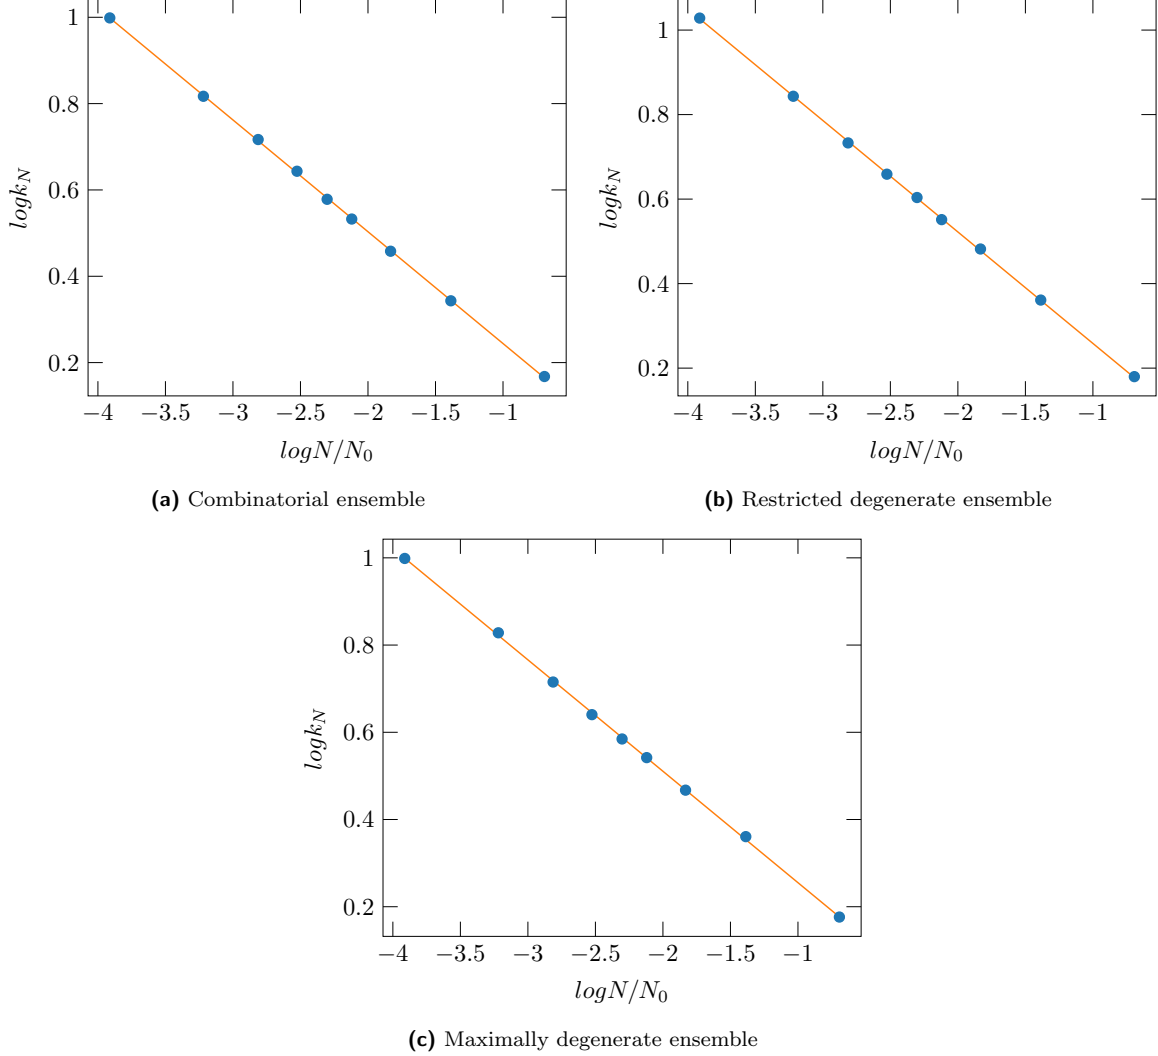 1
0.8
0.6
0.4
0.2
logk_N
−4 −3.5 −3 −2.5 −2 −1.5 −1
logN/N_0
(a) Combinatorial ensemble
1
0.8
0.6
0.4
0.2
logk_N
−4 −3.5 −3 −2.5 −2 −1.5 −1
logN/N_0
(b) Restricted degenerate ensemble
1
0.8
0.6
0.4
0.2
logk_N
−4 −3.5 −3 −2.5 −2 −1.5 −1
logN/N_0
(c) Maximally degenerate ensemble